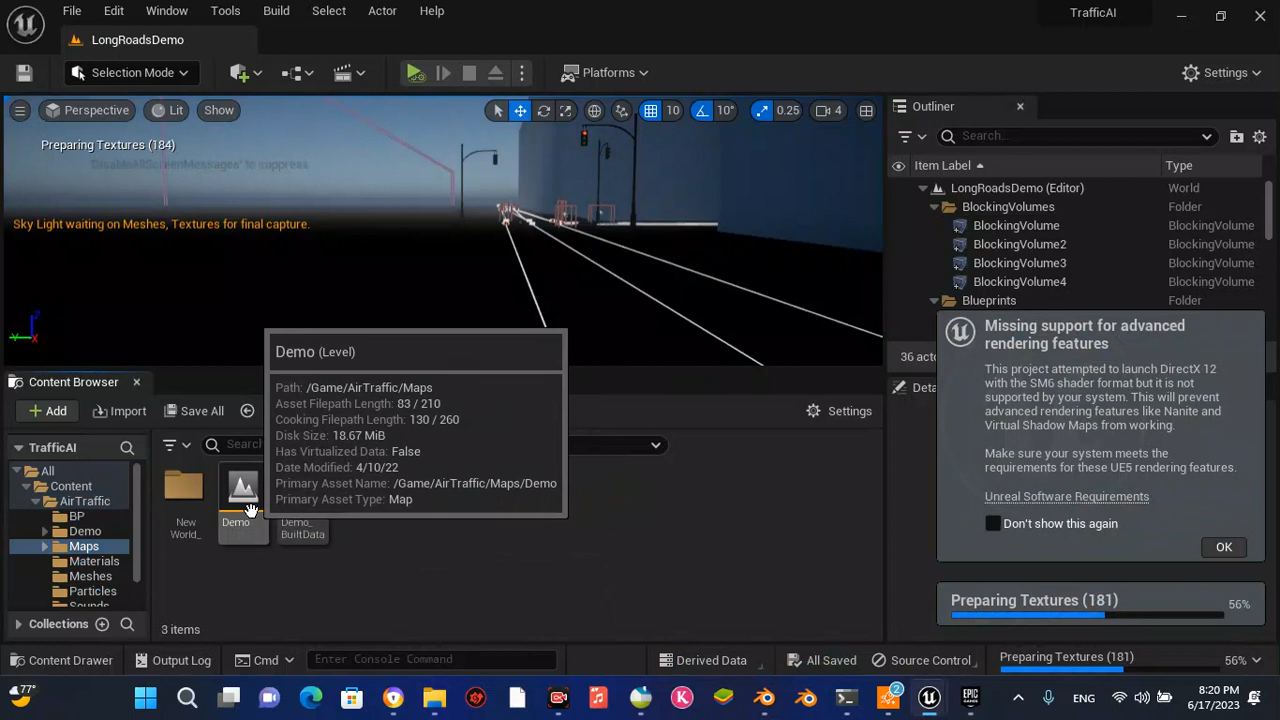 File Edit Window Tools Build Select Actor Help
TrafficAI
LongRoadsDemo
Selection Mode
Platforms
Settings
Perspective Lit Show
10 10° 0.25 4
Preparing Textures (184)
'DisableAllScreenMessages' to suppress
Sky Light waiting on Meshes, Textures for final capture.
Outliner
Search...
Item Label Type
LongRoadsDemo (Editor) World
BlockingVolumes Folder
BlockingVolume BlockingVolume
BlockingVolume2 BlockingVolume
BlockingVolume3 BlockingVolume
BlockingVolume4 BlockingVolume
Blueprints Folder
36 acto
Deta
Missing support for advanced
rendering features
This project attempted to launch DirectX 12
with the SM6 shader format but it is not
supported by your system. This will prevent
advanced rendering features like Nanite and
Virtual Shadow Maps from working.
Make sure your system meets the
requirements for these UE5 rendering features.
Unreal Software Requirements
Don't show this again
OK
Preparing Textures (181) 56%
Content Browser
Add Import Save All
Settings
TrafficAI
Search
All
Content
AirTraffic
BP
Demo
Maps
Materials
Meshes
Particles
Sounds
Collections
New
World_
Demo
Demo_
BuiltData
3 items
Demo (Level)
Path: /Game/AirTraffic/Maps
Asset Filepath Length: 83 / 210
Cooking Filepath Length: 130 / 260
Disk Size: 18.67 MiB
Has Virtualized Data: False
Date Modified: 4/10/22
Primary Asset Name: /Game/AirTraffic/Maps/Demo
Primary Asset Type: Map
Content Drawer Output Log Cmd Enter Console Command Derived Data All Saved Source Control Preparing Textures (181) 56%
77°
2
EPIC
GAMES
ENG
8:20 PM
6/17/2023